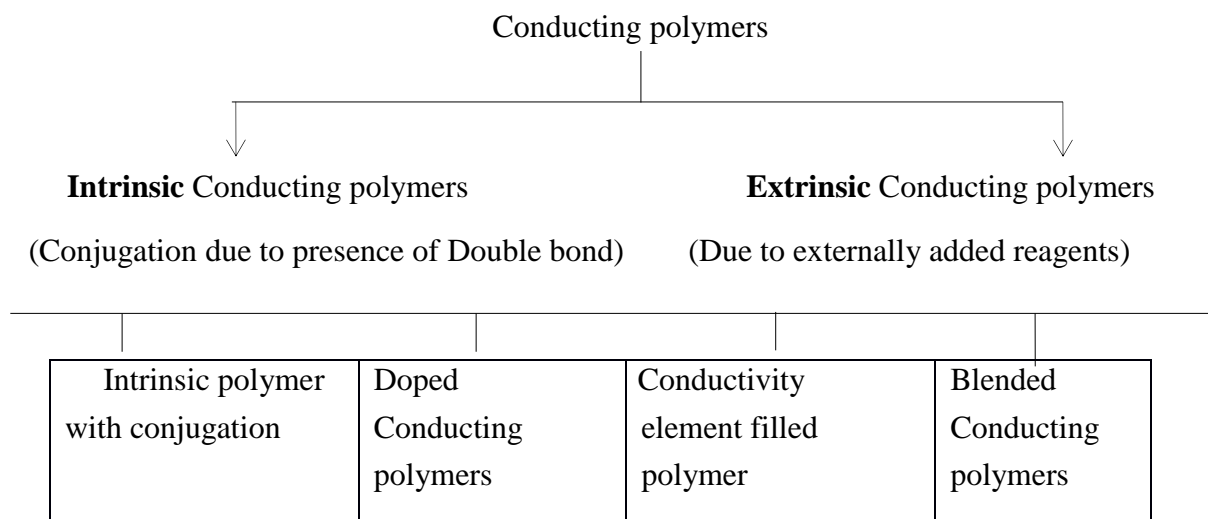 Conducting polymers
Intrinsic Conducting polymers
Extrinsic Conducting polymers
(Conjugation due to presence of Double bond)
(Due to externally added reagents)
Intrinsic polymer
with conjugation
Doped
Conducting
polymers
Conductivity
element filled
polymer
Blended
Conducting
polymers